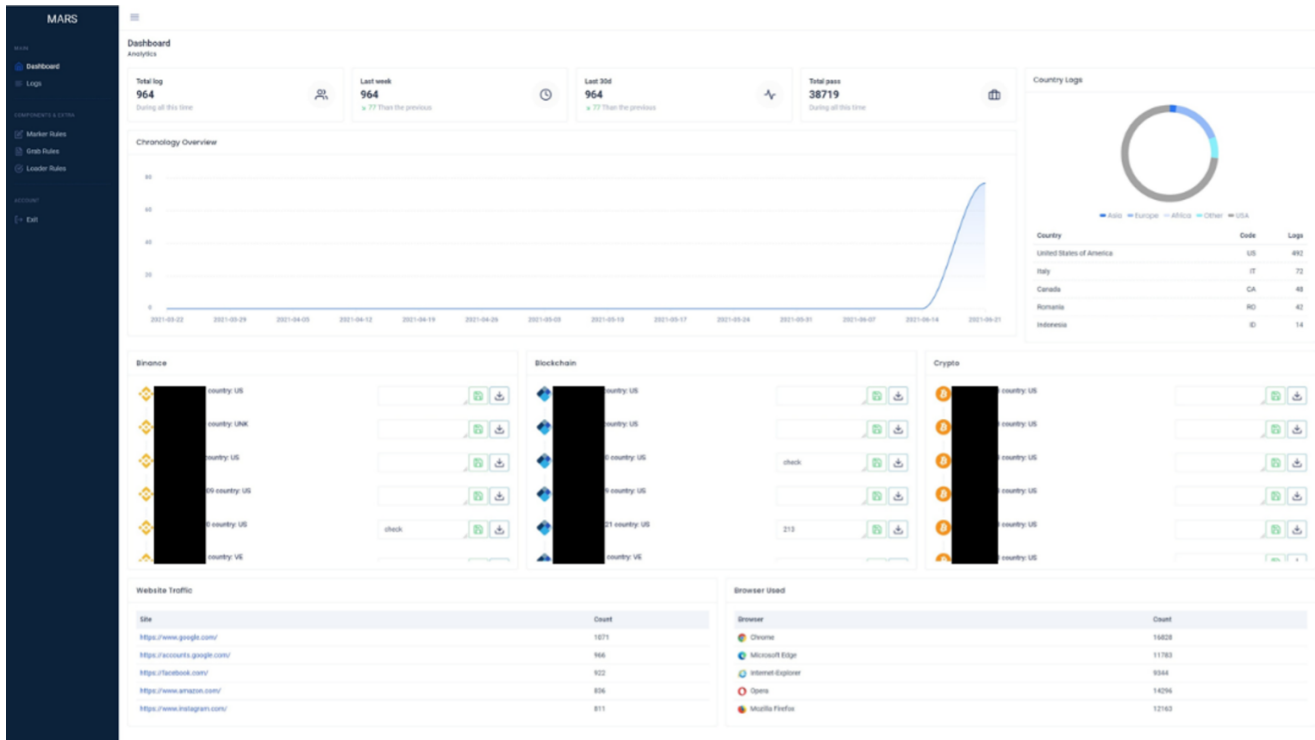 MARS
MAIN
Dashboard
Logs
COMPONENTS & EXTRA
Marker Rules
Grab Rules
Loader Rules
ACCOUNT
Exit
Dashboard
Analytics
Total log
964
During all this time
Last week
964
77 Than the previous
Last 30d
964
77 Than the previous
Total pass
38719
During all this time
Chronology Overview
80
60
40
20
0
2021-03-22 2021-03-29 2021-04-05 2021-04-12 2021-04-19 2021-04-26 2021-05-03 2021-05-10 2021-05-17 2021-05-24 2021-05-31 2021-06-07 2021-06-14 2021-06-21
Country Logs
Asia Europe Africa Other USA
Country Code Logs
United States of America US 492
Italy IT 72
Canada CA 48
Romania RO 42
Indonesia ID 14
Binance
country: US
country: UNK
country: US
09 country: US
0 country: US
check
country: VE
Blockchain
country: US
country: US
0 country: US
check
9 country: US
21 country: US
213
country: VE
Crypto
country: US
country: US
country: US
country: US
country: US
country: US
Website Traffic
Site Count
https://www.google.com/ 1071
https://accounts.google.com/ 966
https://facebook.com/ 922
https://www.amazon.com/ 836
https://www.instagram.com/ 811
Browser Used
Browser Count
Chrome 16828
Microsoft Edge 11783
Internet-Explorer 9344
Opera 14296
Mozilla Firefox 12163